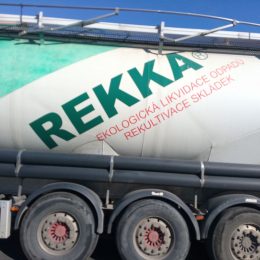 REKKA®
EKOLOGICKÁ LIKVIDACE ODPADŮ
REKULTIVACE SKLÁDEK